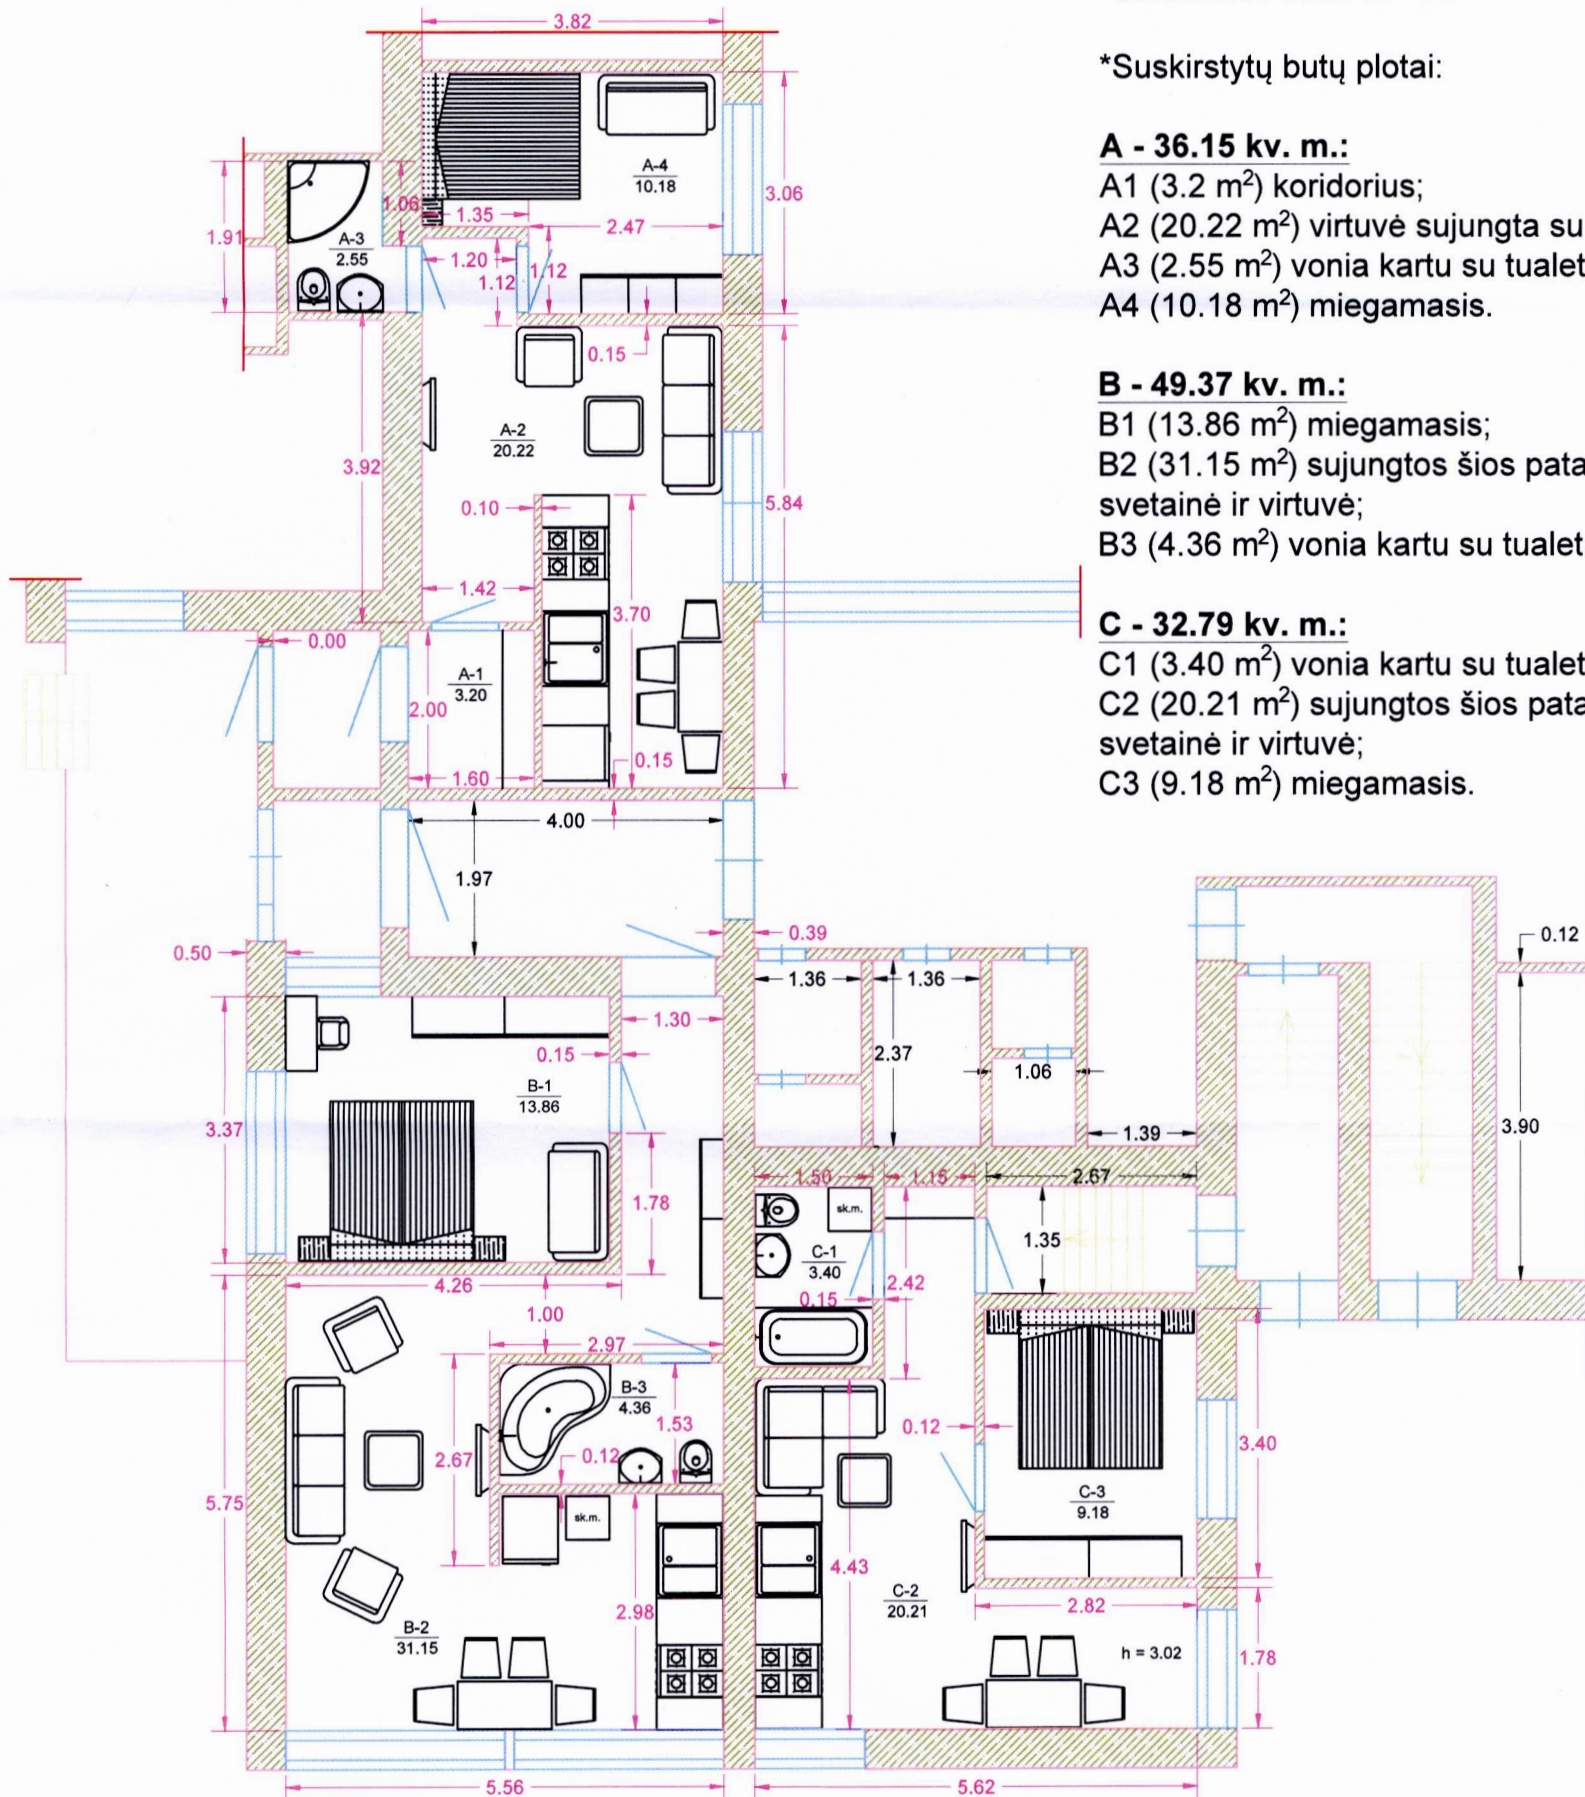 *Suskirstytų butų plotai:
A - 36.15 kv. m.:
A1 (3.2 m²) koridorius;
A2 (20.22 m²) virtuvė sujungta su
A3 (2.55 m²) vonia kartu su tualet
A4 (10.18 m²) miegamasis.
B - 49.37 kv. m.:
B1 (13.86 m²) miegamasis;
B2 (31.15 m²) sujungtos šios pata
svetainė ir virtuvė;
B3 (4.36 m²) vonia kartu su tualet
C - 32.79 kv. m.:
C1 (3.40 m²) vonia kartu su tualet
C2 (20.21 m²) sujungtos šios pata
svetainė ir virtuvė;
C3 (9.18 m²) miegamasis.
3.82
A-4
10.18
3.06
1.06
1.35
2.47
1.91
A-3
2.55
1.20
1.12
1.12
0.15
A-2
20.22
3.92
5.84
0.10
1.42
3.70
0.00
A-1
3.20
2.00
1.60
0.15
4.00
1.97
0.50
0.39
0.12
1.36
1.36
1.30
0.15
2.37
1.06
B-1
13.86
3.37
1.39
3.90
1.50
1.15
2.67
1.78
sk.m.
1.35
C-1
3.40
2.42
4.26
0.15
1.00
2.97
B-3
4.36
1.53
0.12
3.40
2.67
0.12
C-3
9.18
5.75
sk.m.
4.43
C-2
20.21
2.98
2.82
B-2
31.15
h = 3.02
1.78
5.56
5.62